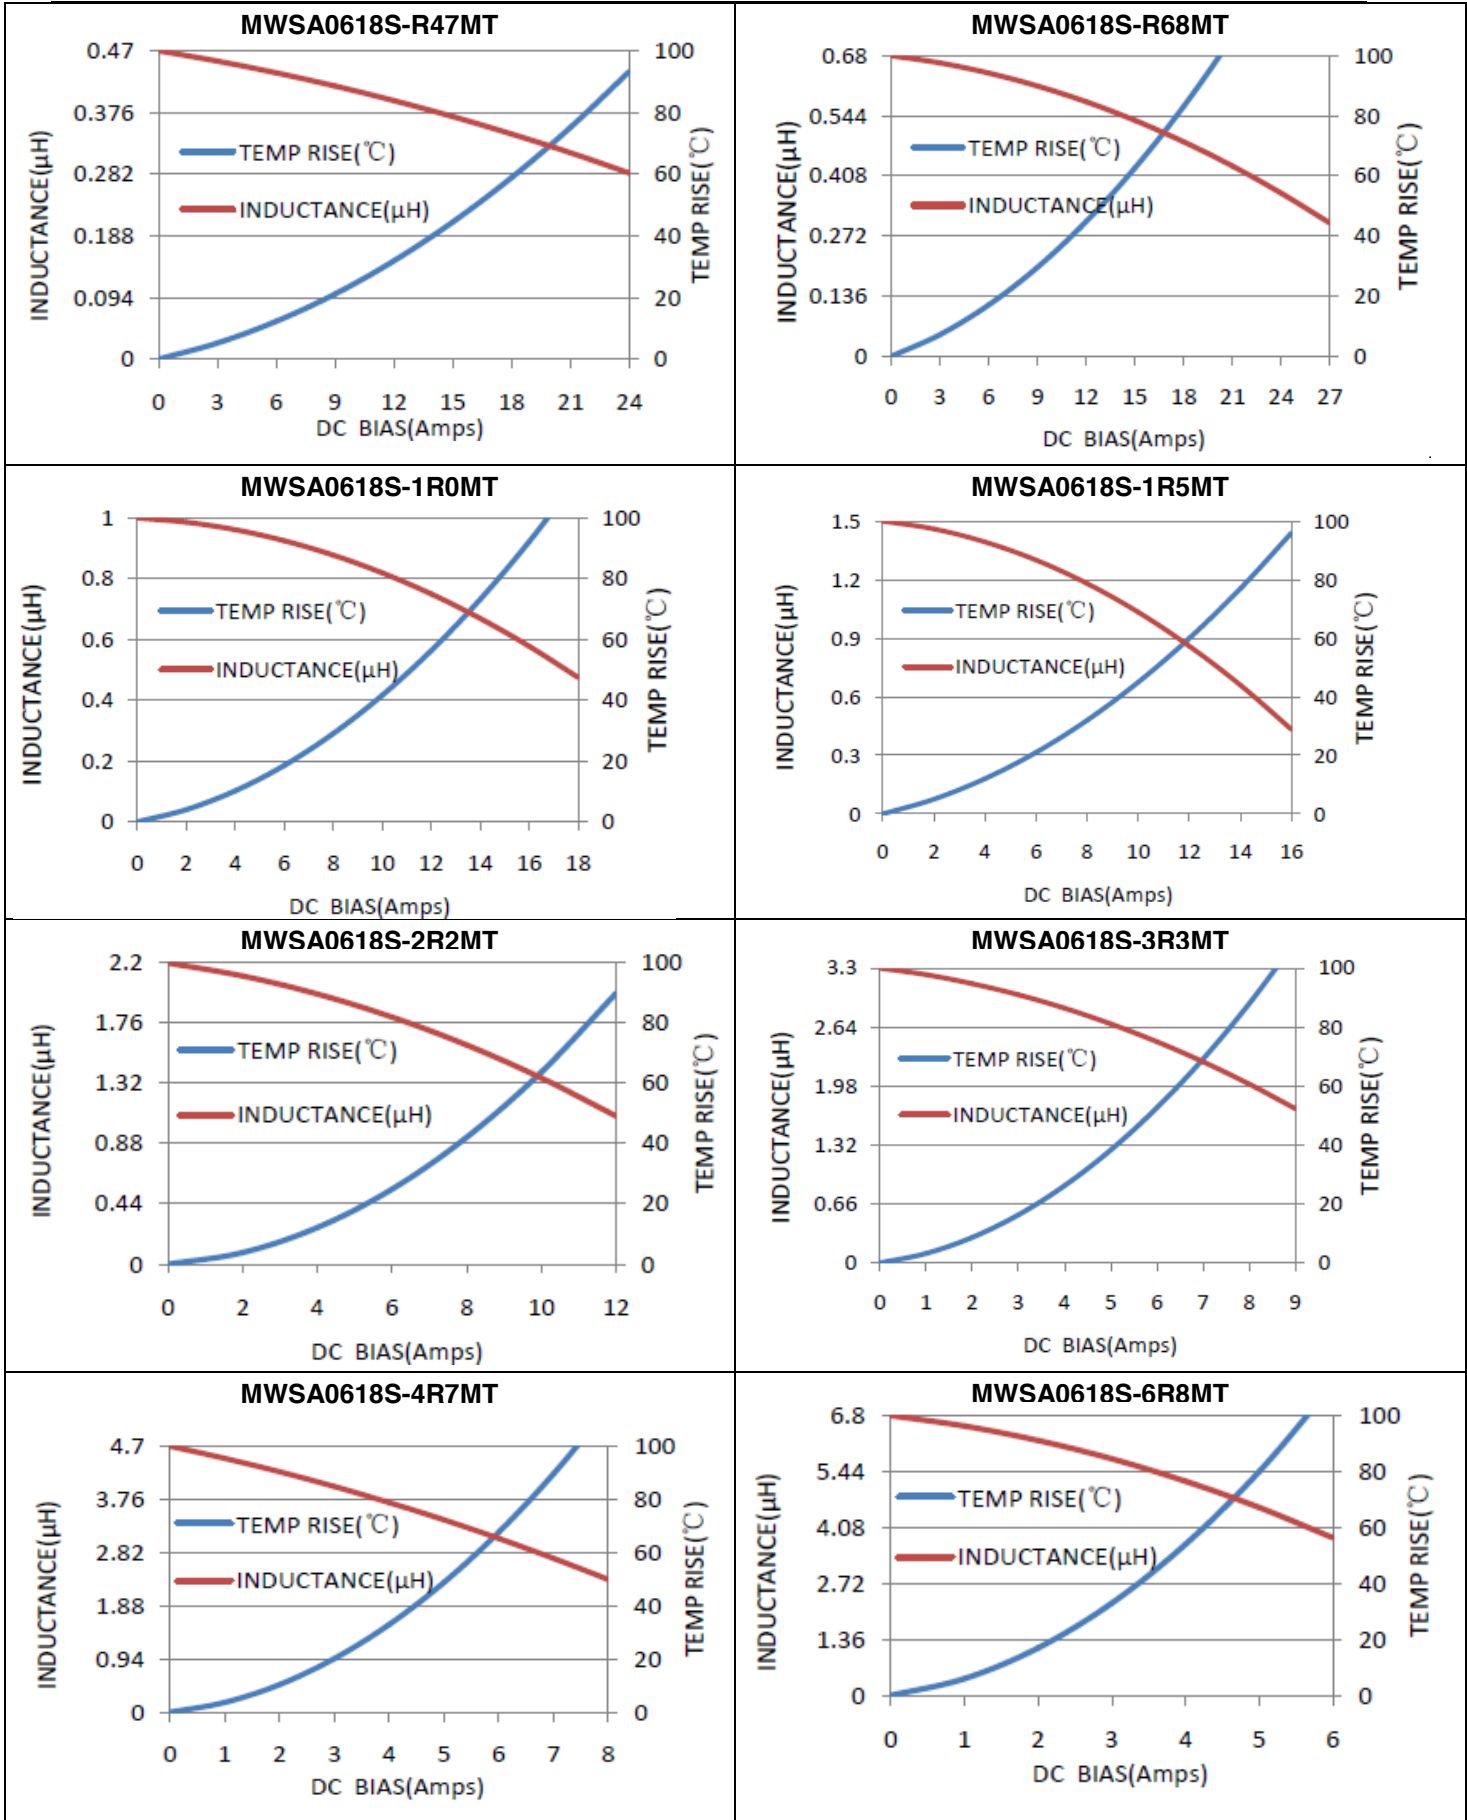 MWSA0618S-R47MT
0.47
0.376
0.282
0.188
0.094
0
100
80
60
40
20
0
INDUCTANCE(μH)
TEMP RISE(℃)
TEMP RISE(℃)
INDUCTANCE(μH)
0 3 6 9 12 15 18 21 24
DC BIAS(Amps)
MWSA0618S-R68MT
0.68
0.544
0.408
0.272
0.136
0
100
80
60
40
20
0
INDUCTANCE(μH)
TEMP RISE(℃)
TEMP RISE(℃)
INDUCTANCE(μH)
0 3 6 9 12 15 18 21 24 27
DC BIAS(Amps)
MWSA0618S-1R0MT
1
0.8
0.6
0.4
0.2
0
100
80
60
40
20
0
INDUCTANCE(μH)
TEMP RISE(℃)
TEMP RISE(℃)
INDUCTANCE(μH)
0 2 4 6 8 10 12 14 16 18
DC BIAS(Amps)
MWSA0618S-1R5MT
1.5
1.2
0.9
0.6
0.3
0
100
80
60
40
20
0
INDUCTANCE(μH)
TEMP RISE(℃)
TEMP RISE(℃)
INDUCTANCE(μH)
0 2 4 6 8 10 12 14 16
DC BIAS(Amps)
MWSA0618S-2R2MT
2.2
1.76
1.32
0.88
0.44
0
100
80
60
40
20
0
INDUCTANCE(μH)
TEMP RISE(℃)
TEMP RISE(℃)
INDUCTANCE(μH)
0 2 4 6 8 10 12
DC BIAS(Amps)
MWSA0618S-3R3MT
3.3
2.64
1.98
1.32
0.66
0
100
80
60
40
20
0
INDUCTANCE(μH)
TEMP RISE(℃)
TEMP RISE(℃)
INDUCTANCE(μH)
0 1 2 3 4 5 6 7 8 9
DC BIAS(Amps)
MWSA0618S-4R7MT
4.7
3.76
2.82
1.88
0.94
0
100
80
60
40
20
0
INDUCTANCE(μH)
TEMP RISE(℃)
TEMP RISE(℃)
INDUCTANCE(μH)
0 1 2 3 4 5 6 7 8
DC BIAS(Amps)
MWSA0618S-6R8MT
6.8
5.44
4.08
2.72
1.36
0
100
80
60
40
20
0
INDUCTANCE(μH)
TEMP RISE(℃)
TEMP RISE(℃)
INDUCTANCE(μH)
0 1 2 3 4 5 6
DC BIAS(Amps)